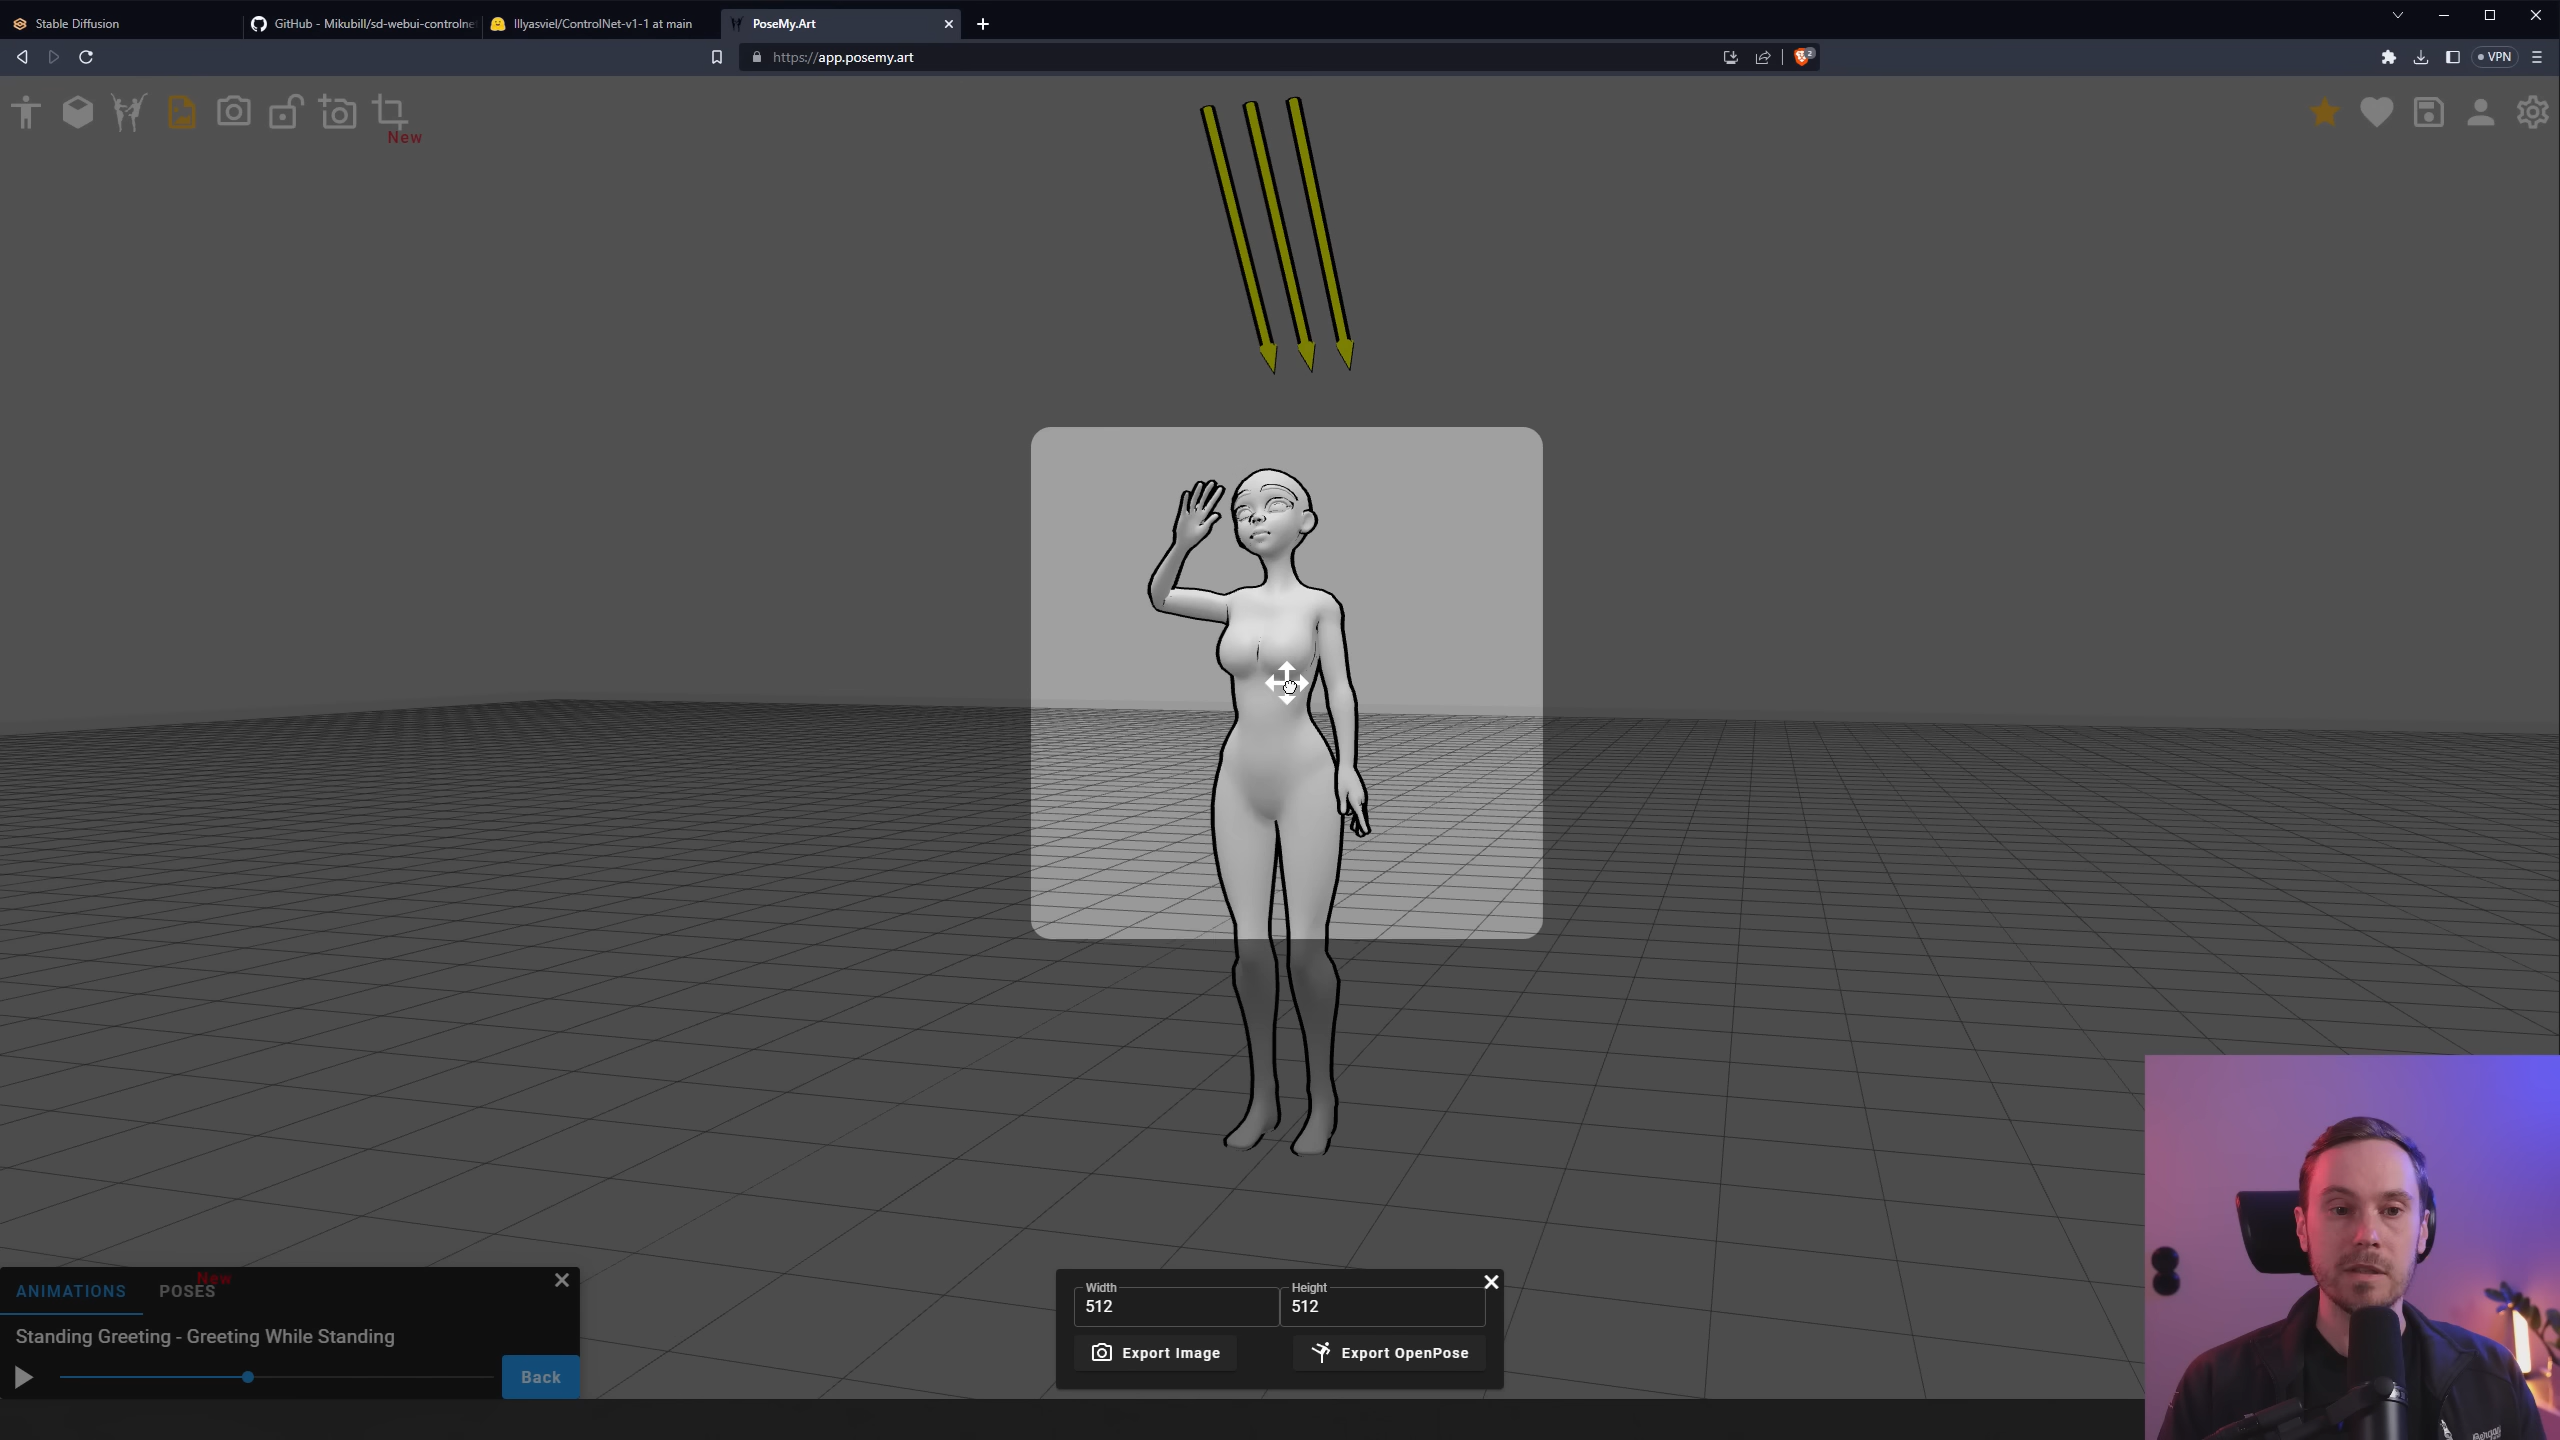 Stable Diffusion
GitHub - Mikubill/sd-webui-controlne
lllyasviel/ControlNet-v1-1 at main
PoseMy.Art
https://app.posemy.art
2
VPN
New
New
ANIMATIONS POSES
Standing Greeting - Greeting While Standing
Back
Width
512
Height
512
Export Image
Export OpenPose